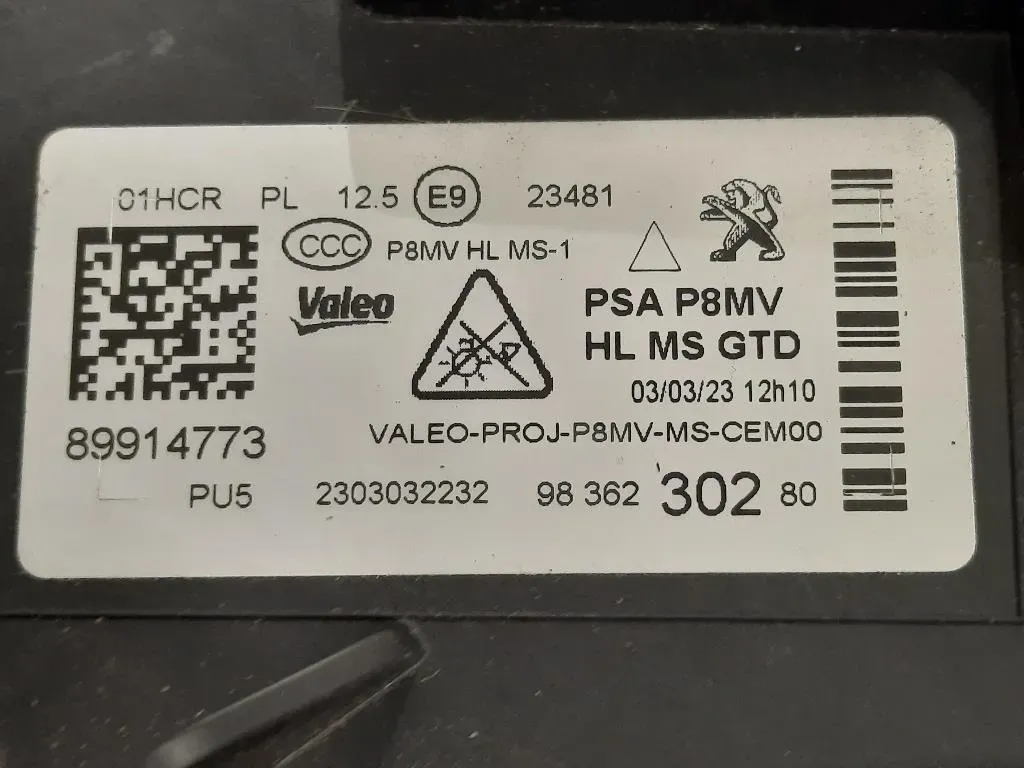 01HCR PL 12.5 E9 23481
CCC P8MV HL MS-1
Valeo
PSA P8MV
HL MS GTD
03/03/23 12h10
89914773
VALEO-PROJ-P8MV-MS-CEM00
PU5 2303032232 98 362 302 80